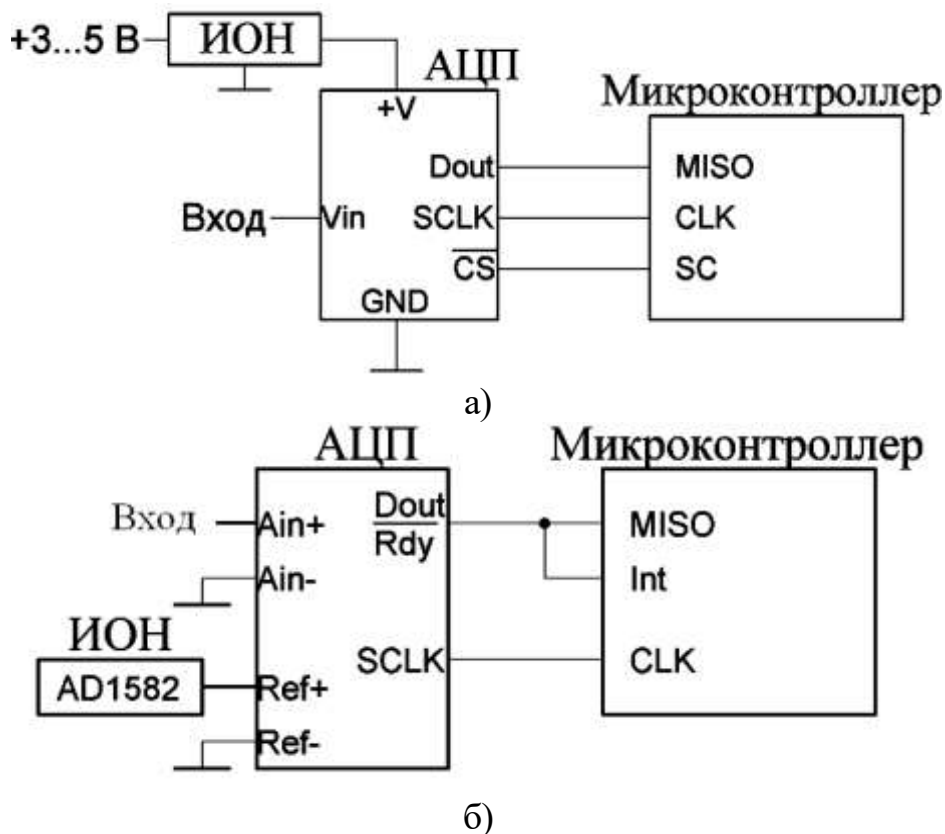 +3...5 В
ИОН
АЦП
Микроконтроллер
+V
Dout
MISO
Вход
Vin
SCLK
CLK
CS
SC
GND
а)
АЦП
Микроконтроллер
Вход
Ain+
Dout
Rdy
MISO
Ain-
Int
ИОН
AD1582
Ref+
SCLK
CLK
Ref-
б)